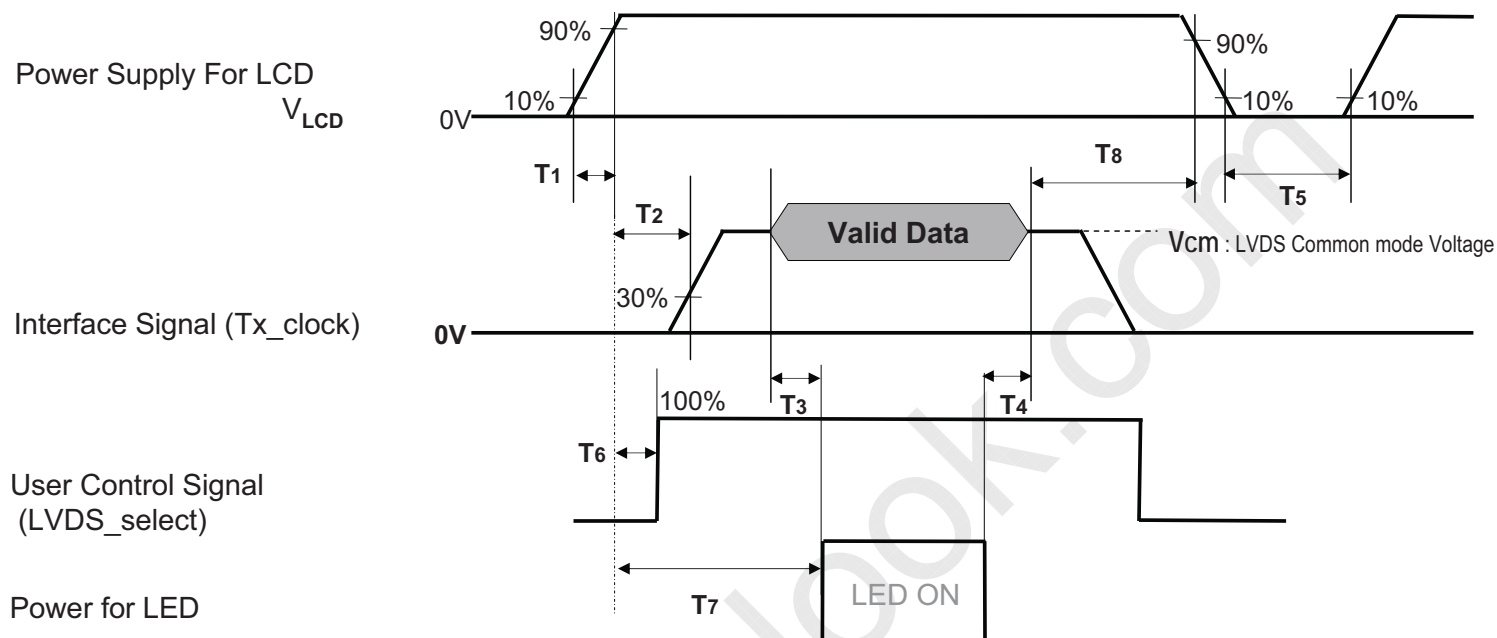 90%
90%
Power Supply For LCD
VLCD
10%
10%
10%
0V
T1
T8
T5
T2
Valid Data
Vcm : LVDS Common mode Voltage
30%
Interface Signal (Tx_clock)
0V
100%
T3
T4
T6
User Control Signal
(LVDS_select)
T7
LED ON
Power for LED
look.com